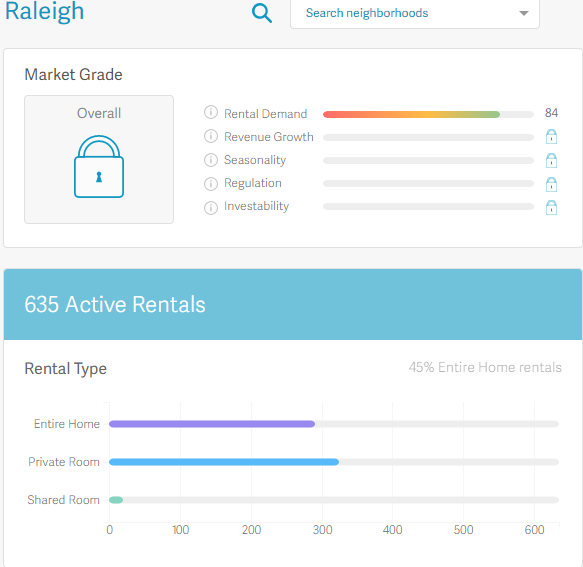 Raleigh
Search neighborhoods
Market Grade
Overall
Rental Demand 84
Revenue Growth
Seasonality
Regulation
Investability
635 Active Rentals
Rental Type 45% Entire Home rentals
Entire Home
Private Room
Shared Room
0 100 200 300 400 500 600